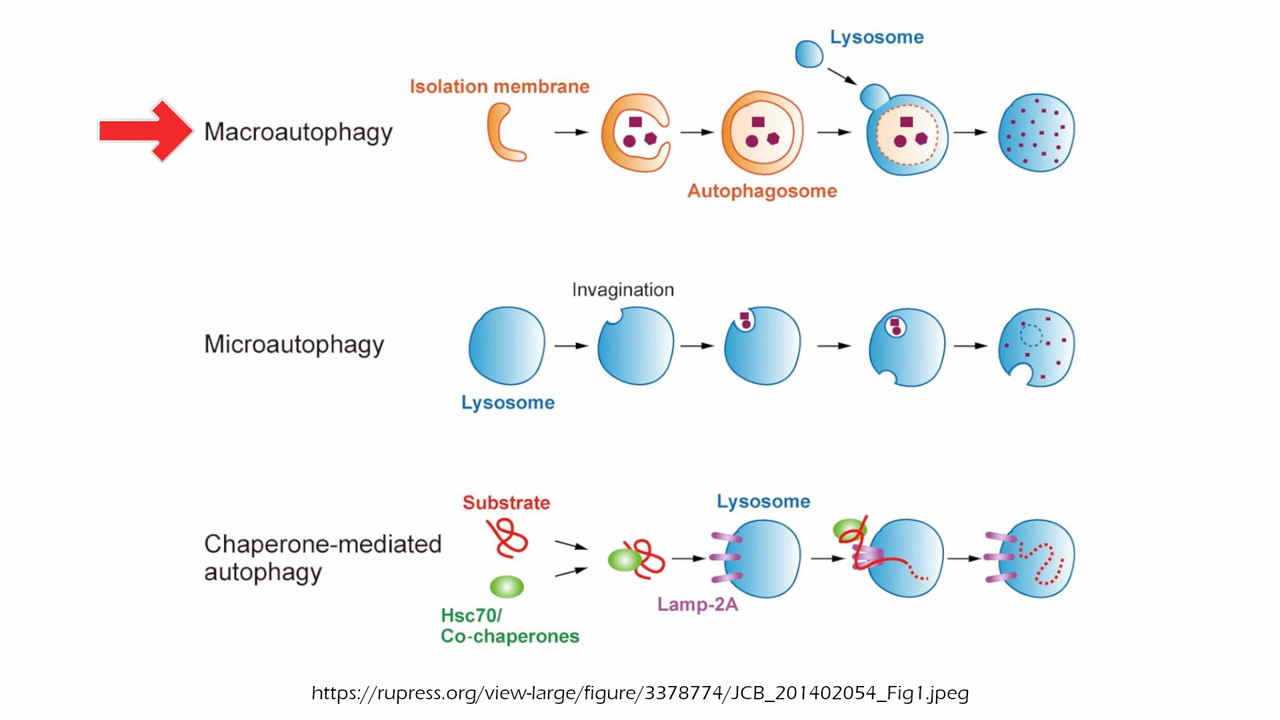 Lysosome
Isolation membrane
Macroautophagy
Autophagosome
Invagination
Microautophagy
Lysosome
Substrate
Lysosome
Chaperone-mediated
autophagy
Lamp-2A
Hsc70/
Co-chaperones
https://rupress.org/view-large/figure/3378774/JCB_201402054_Fig1.jpeg